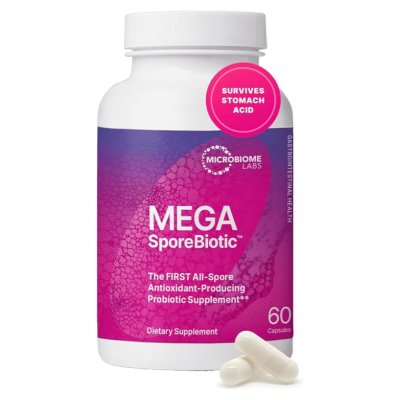 SURVIVES
STOMACH
ACID
MICROBIOME
LABS
GASTROINTESTINAL HEALTH
MEGA
SporeBiotic™
The FIRST All-Spore
Antioxidant-Producing
Probiotic Supplement**
Dietary Supplement
60
Capsules